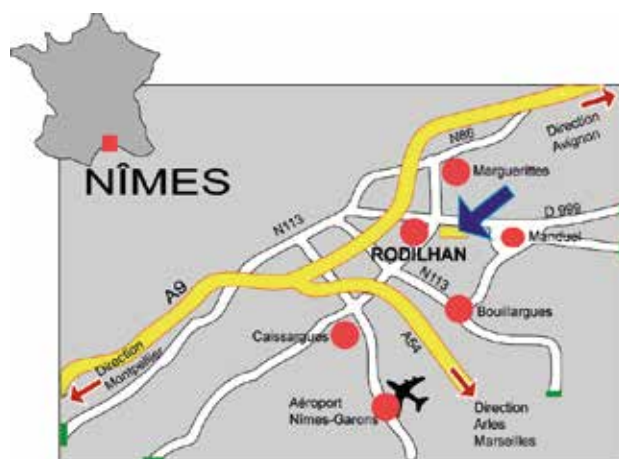 NÎMES
N86
Direction
Avignon
Marguerittes
D 999
N113
Manduel
RODILHAN
N113
A9
Bouillargues
Caissargues
A54
Direction
Montpellier
Aéroport
Nîmes-Garons
Direction
Arles
Marseilles